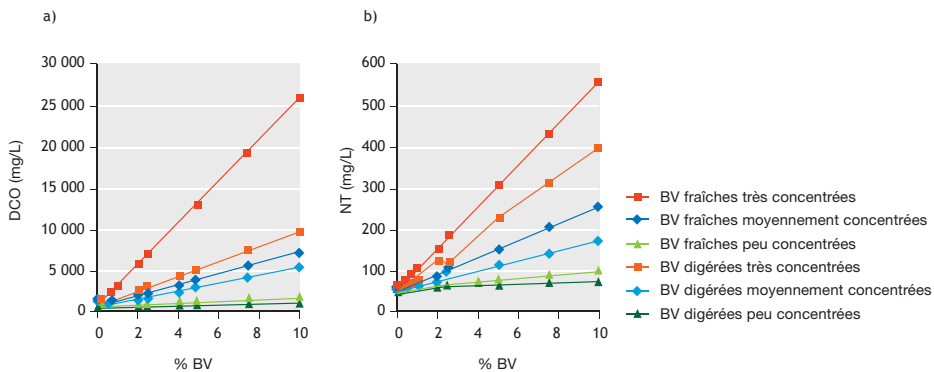 a)
30 000
25 000
20 000
15 000
10 000
5 000
0
DCO (mg/L)
0 2 4 6 8 10
% BV
b)
600
500
400
300
200
100
0
NT (mg/L)
0 2 4 6 8 10
% BV
BV fraîches très concentrées
BV fraîches moyennement concentrées
BV fraîches peu concentrées
BV digérées très concentrées
BV digérées moyennement concentrées
BV digérées peu concentrées